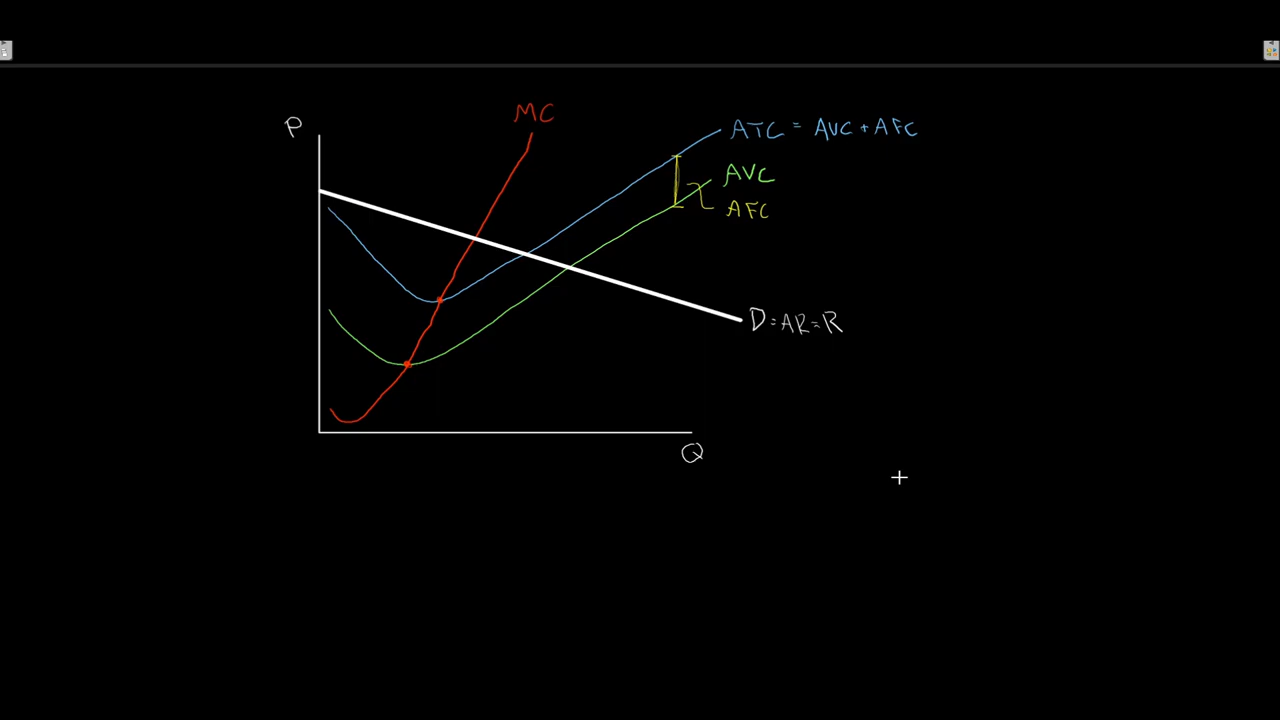 MC
P
ATC = AVC + AFC
AVC
AFC
D = AR = R
Q